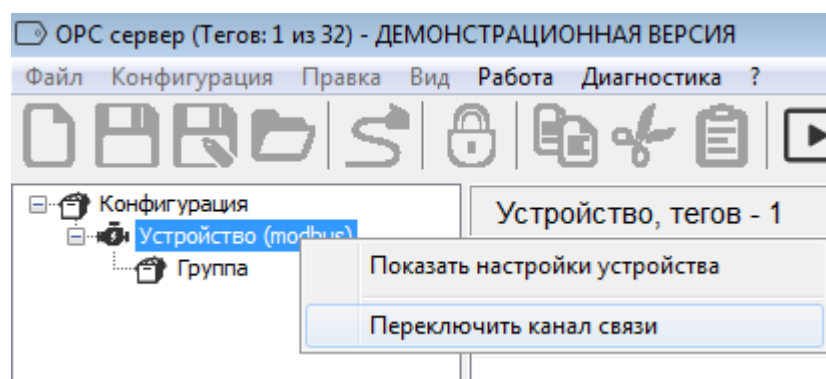 OPC сервер (Тегов: 1 из 32) - ДЕМОНСТРАЦИОННАЯ ВЕРСИЯ
Файл Конфигурация Правка Вид Работа Диагностика ?
Конфигурация
Устройство (modbus)
Группа
Устройство, тегов - 1
Показать настройки устройства
Переключить канал связи